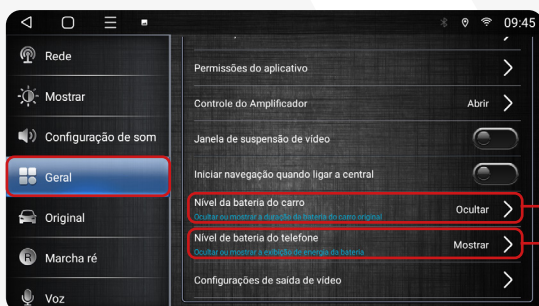 09:45
Rede
Mostrar
Configuração de som
Geral
Original
Marcha ré
Voz
Permissões do aplicativo
Controle do Amplificador
Abrir
Janela de suspensão de vídeo
Iniciar navegação quando ligar a central
Nível da bateria do carro
Ocultar ou mostrar a duração da bateria do carro original
Ocultar
Nível de bateria do telefone
Ocultar ou mostrar a exibição de energia da bateria
Mostrar
Configurações de saida de vídeo